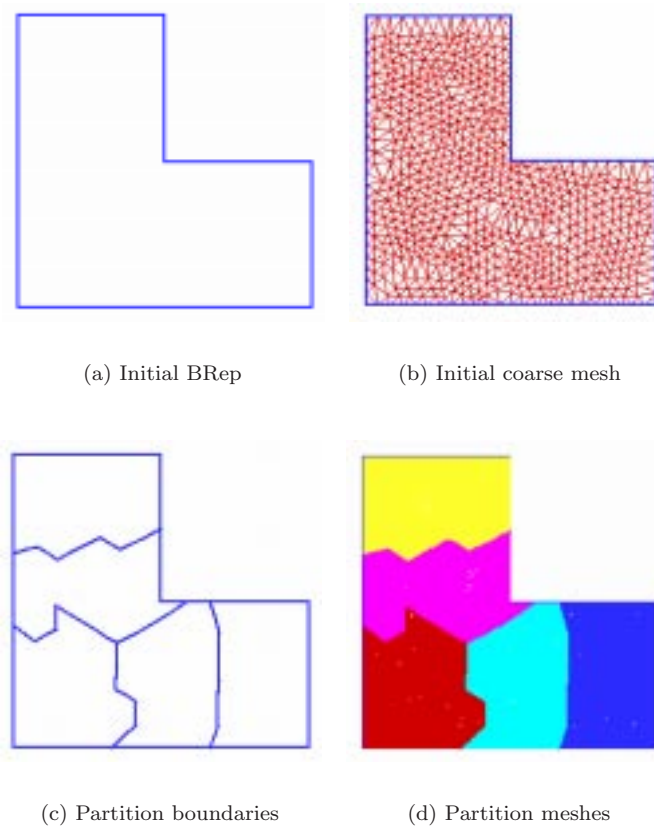 (a) Initial BRep
(b) Initial coarse mesh
(c) Partition boundaries
(d) Partition meshes